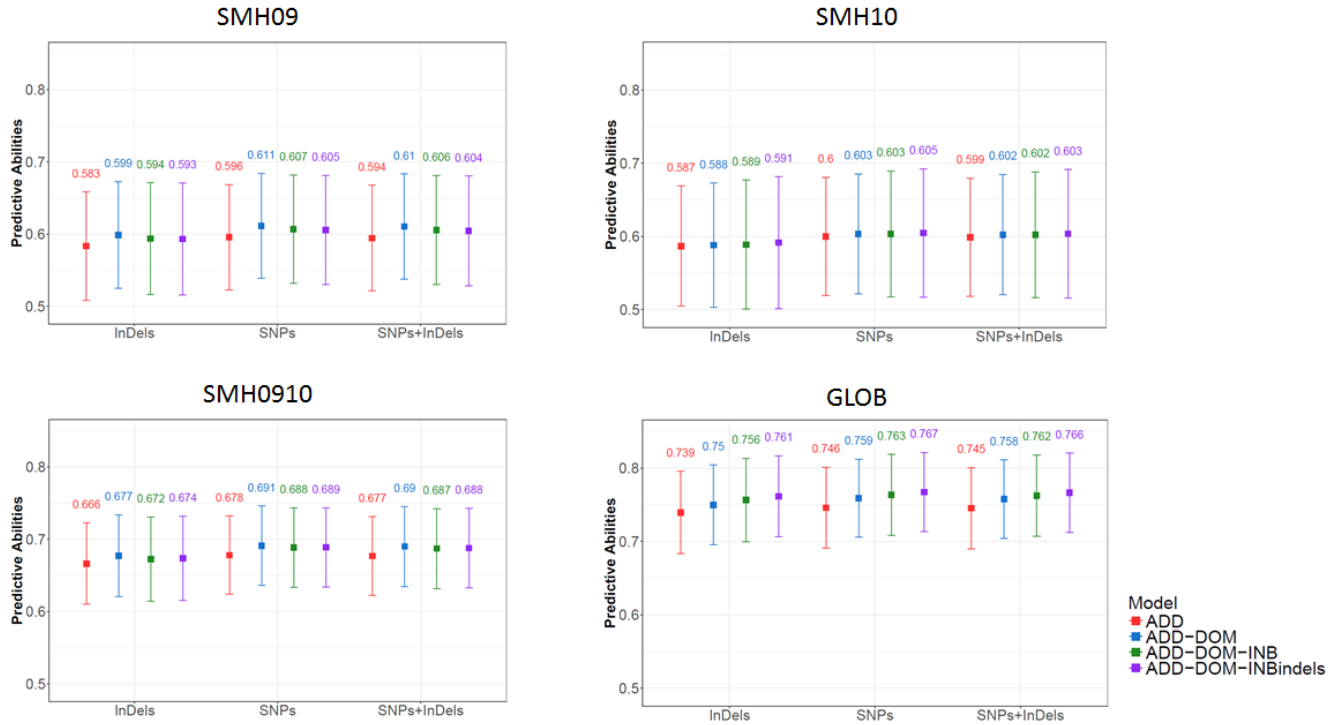 SMH09
Predictive Abilities
0.8
0.7
0.6
0.5
0.583
0.599
0.594
0.593
0.596
0.611
0.607
0.605
0.594
0.61
0.606
0.604
InDels
SNPs
SNPs+InDels
SMH10
Predictive Abilities
0.8
0.7
0.6
0.5
0.587
0.588
0.589
0.591
0.6
0.603
0.603
0.605
0.599
0.602
0.602
0.603
InDels
SNPs
SNPs+InDels
SMH0910
Predictive Abilities
0.8
0.7
0.6
0.5
0.666
0.677
0.672
0.674
0.678
0.691
0.688
0.689
0.677
0.69
0.687
0.688
InDels
SNPs
SNPs+InDels
GLOB
Predictive Abilities
0.8
0.7
0.6
0.5
0.739
0.75
0.756
0.761
0.746
0.759
0.763
0.767
0.745
0.758
0.762
0.766
InDels
SNPs
SNPs+InDels
Model
ADD
ADD-DOM
ADD-DOM-INB
ADD-DOM-INBindels